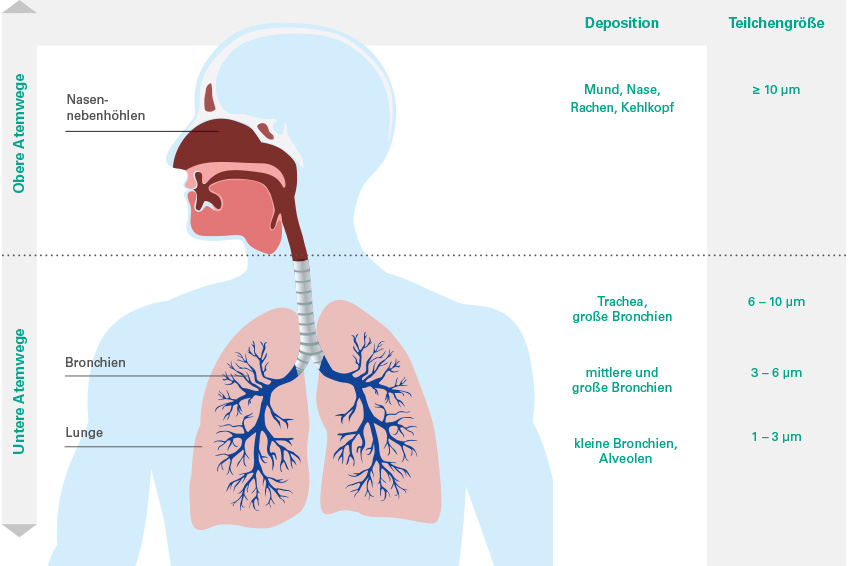 Deposition
Teilchengröße
Obere Atemwege
Nasen-
nebenhöhlen
Mund, Nase,
Rachen, Kehlkopf
≥ 10 µm
Untere Atemwege
Trachea,
große Bronchien
6 – 10 µm
Bronchien
mittlere und
große Bronchien
3 – 6 µm
Lunge
kleine Bronchien,
Alveolen
1 – 3 µm